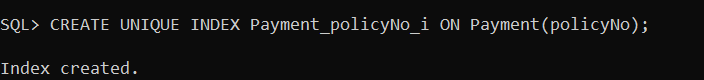 SQL> CREATE UNIQUE INDEX Payment_policyNo_i ON Payment(policyNo);
Index created.